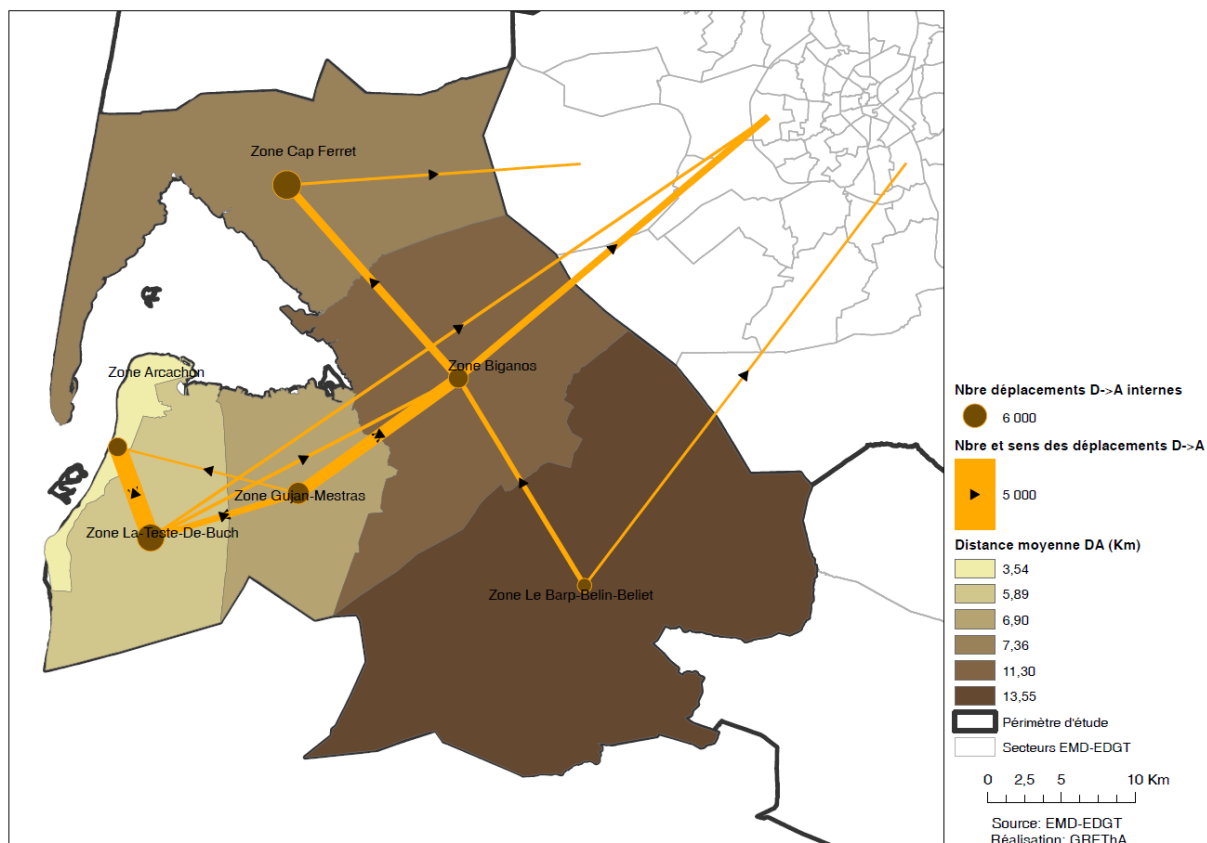 Zone Cap Ferret
Zone Arcachon
Zone Biganos
Zone Gujan-Mestras
Zone La-Teste-De-Buch
Zone Le Barp-Belin-Beliet
Nbre déplacements D->A internes
6 000
Nbre et sens des déplacements D->A
5 000
Distance moyenne DA (Km)
3,54
5,89
6,90
7,36
11,30
13,55
Périmètre d'étude
Secteurs EMD-EDGT
0 2,5 5 10 Km
Source: EMD-EDGT
Réalisation: GREThA